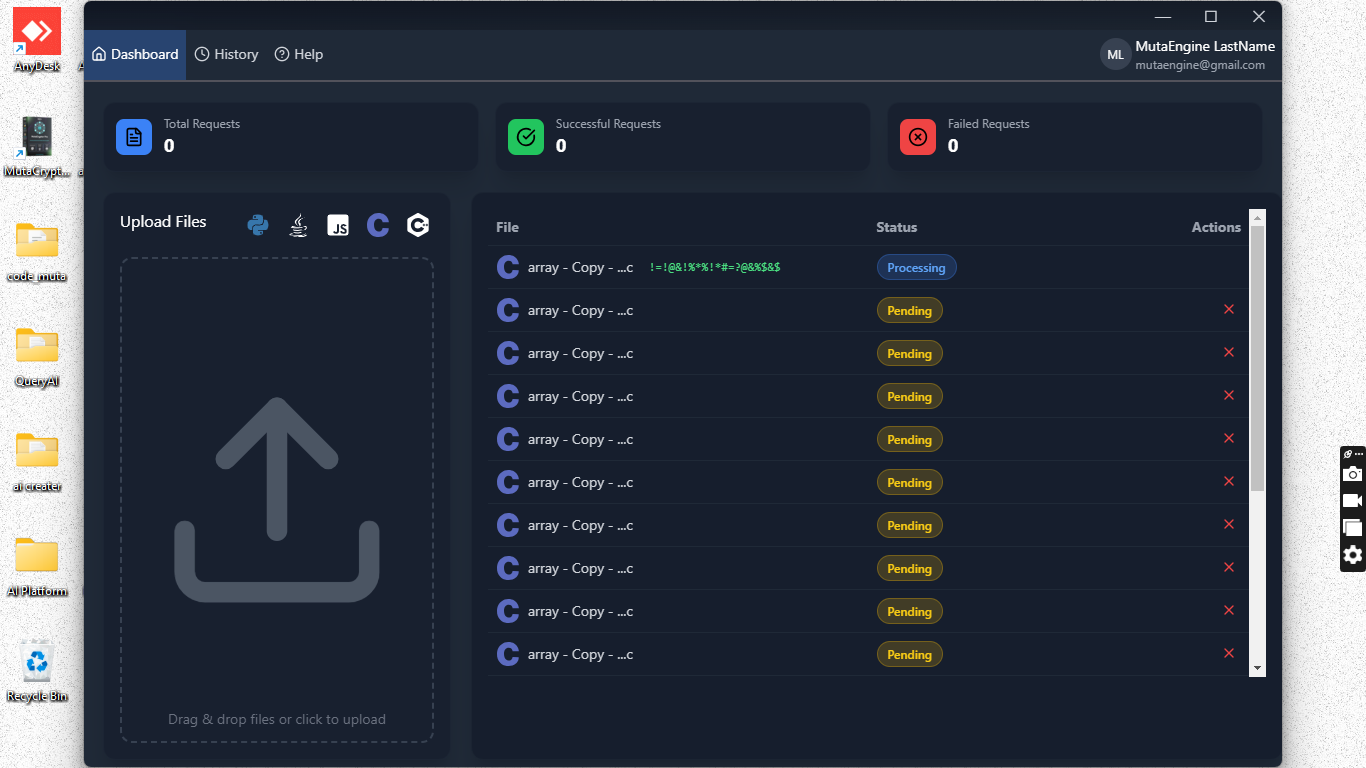 Dashboard
History
Help
ML
MutaEngine LastName
mutaengine@gmail.com
Total Requests
0
Successful Requests
0
Failed Requests
0
Upload Files
JS
C
C++
Drag & drop files or click to upload
File Status Actions
C array - Copy - ...c !=!@&!%*%!*#=?@&%$&$ Processing
C array - Copy - ...c Pending
C array - Copy - ...c Pending
C array - Copy - ...c Pending
C array - Copy - ...c Pending
C array - Copy - ...c Pending
C array - Copy - ...c Pending
C array - Copy - ...c Pending
C array - Copy - ...c Pending
C array - Copy - ...c Pending
AnyDesk
MutaCrypt...
code_muta
QueryAI
ai creater
AI Platform
Recycle Bin